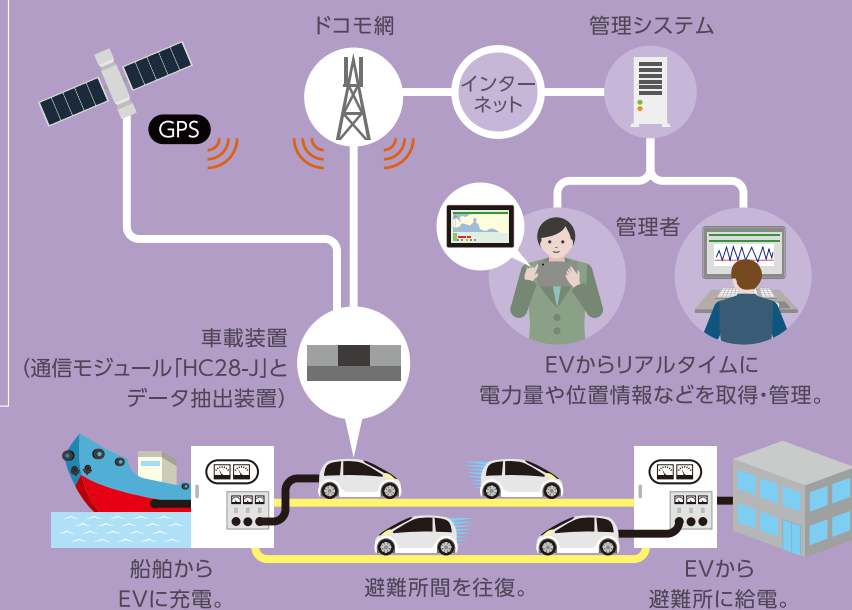 ドコモ網
管理システム
インター
ネット
GPS
管理者
車載装置
(通信モジュール「HC28-J」と
データ抽出装置)
EVからリアルタイムに
電力量や位置情報などを取得・管理。
船舶から
EVに充電。
避難所間を往復。
EVから
避難所に給電。